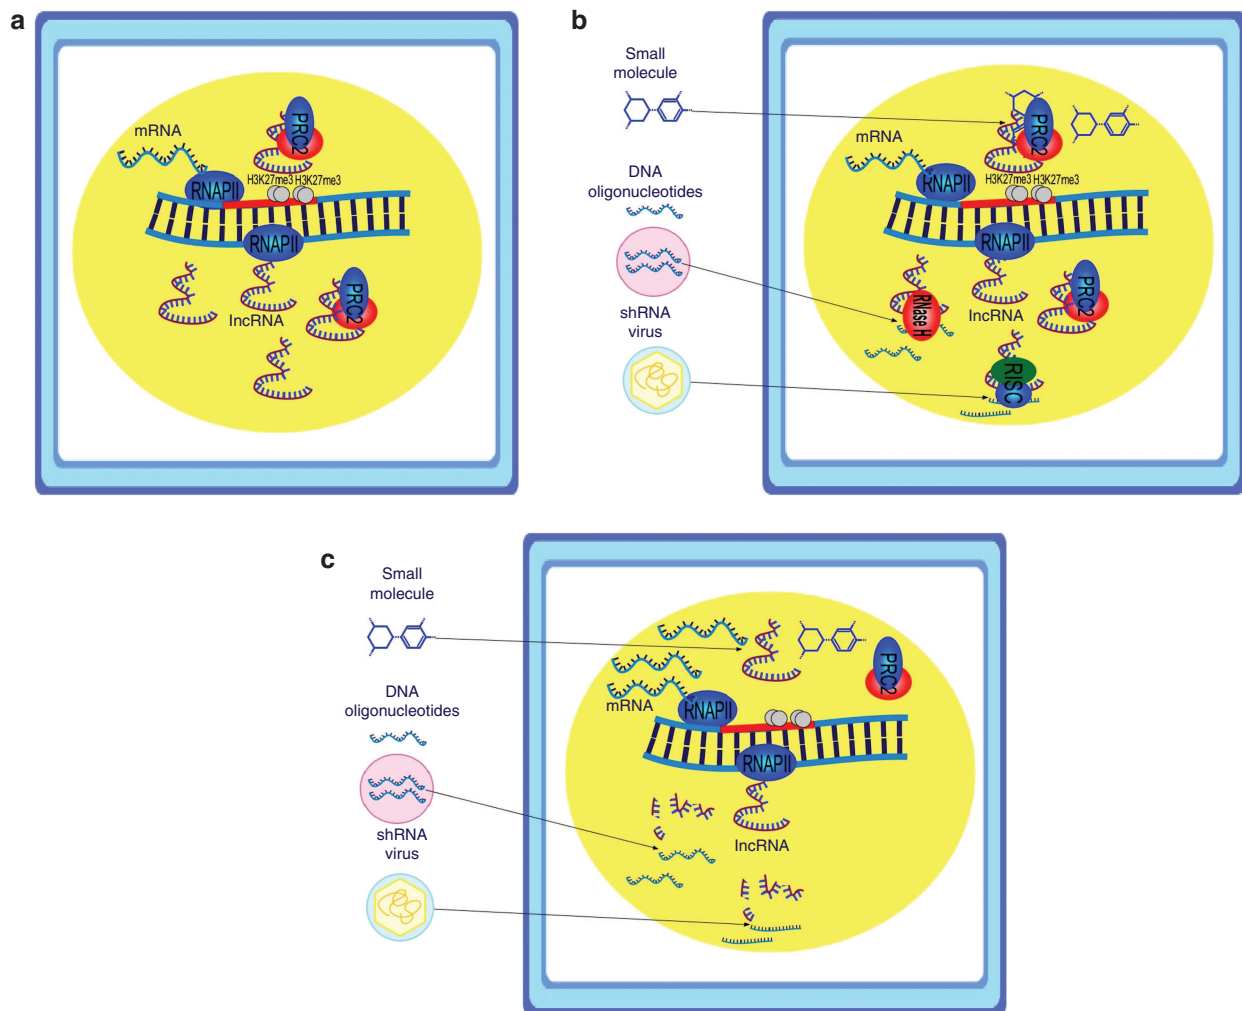 a
mRNA
PRC2
H3K27me3 H3K27me3
RNAPII
RNAPII
PRC2
lncRNA
b
Small
molecule
mRNA
PRC2
DNA
oligonucleotides
H3K27me3 H3K27me3
RNAPII
RNAPII
shRNA
virus
RNase H
lncRNA
PRC2
RISC
c
Small
molecule
PRC2
DNA
oligonucleotides
mRNA
RNAPII
RNAPII
shRNA
virus
lncRNA